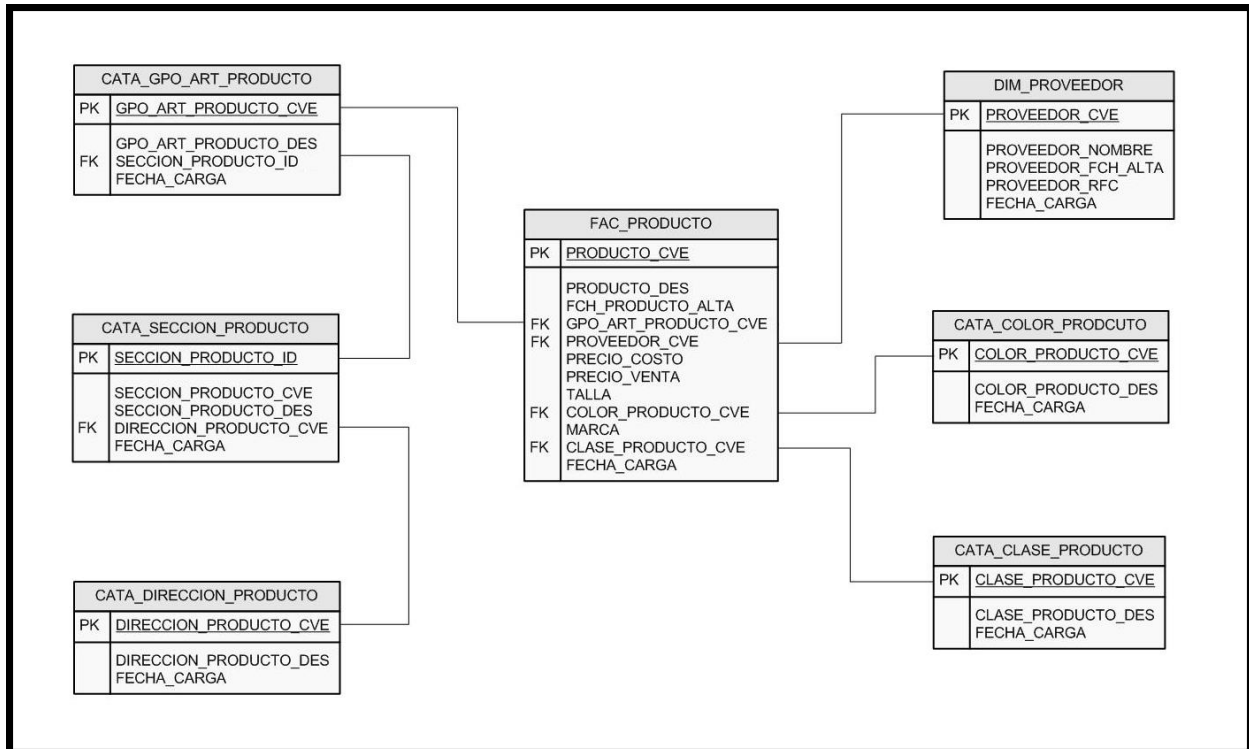 CATA_GPO_ART_PRODUCTO
PK GPO_ART_PRODUCTO_CVE
GPO_ART_PRODUCTO_DES
FK SECCION_PRODUCTO_ID
FECHA_CARGA
CATA_SECCION_PRODUCTO
PK SECCION_PRODUCTO_ID
SECCION_PRODUCTO_CVE
SECCION_PRODUCTO_DES
FK DIRECCION_PRODUCTO_CVE
FECHA_CARGA
CATA_DIRECCION_PRODUCTO
PK DIRECCION_PRODUCTO_CVE
DIRECCION_PRODUCTO_DES
FECHA_CARGA
FAC_PRODUCTO
PK PRODUCTO_CVE
PRODUCTO_DES
FCH_PRODUCTO_ALTA
FK GPO_ART_PRODUCTO_CVE
FK PROVEEDOR_CVE
PRECIO_COSTO
PRECIO_VENTA
TALLA
FK COLOR_PRODUCTO_CVE
MARCA
FK CLASE_PRODUCTO_CVE
FECHA_CARGA
DIM_PROVEEDOR
PK PROVEEDOR_CVE
PROVEEDOR_NOMBRE
PROVEEDOR_FCH_ALTA
PROVEEDOR_RFC
FECHA_CARGA
CATA_COLOR_PRODCUTO
PK COLOR_PRODUCTO_CVE
COLOR_PRODUCTO_DES
FECHA_CARGA
CATA_CLASE_PRODUCTO
PK CLASE_PRODUCTO_CVE
CLASE_PRODUCTO_DES
FECHA_CARGA